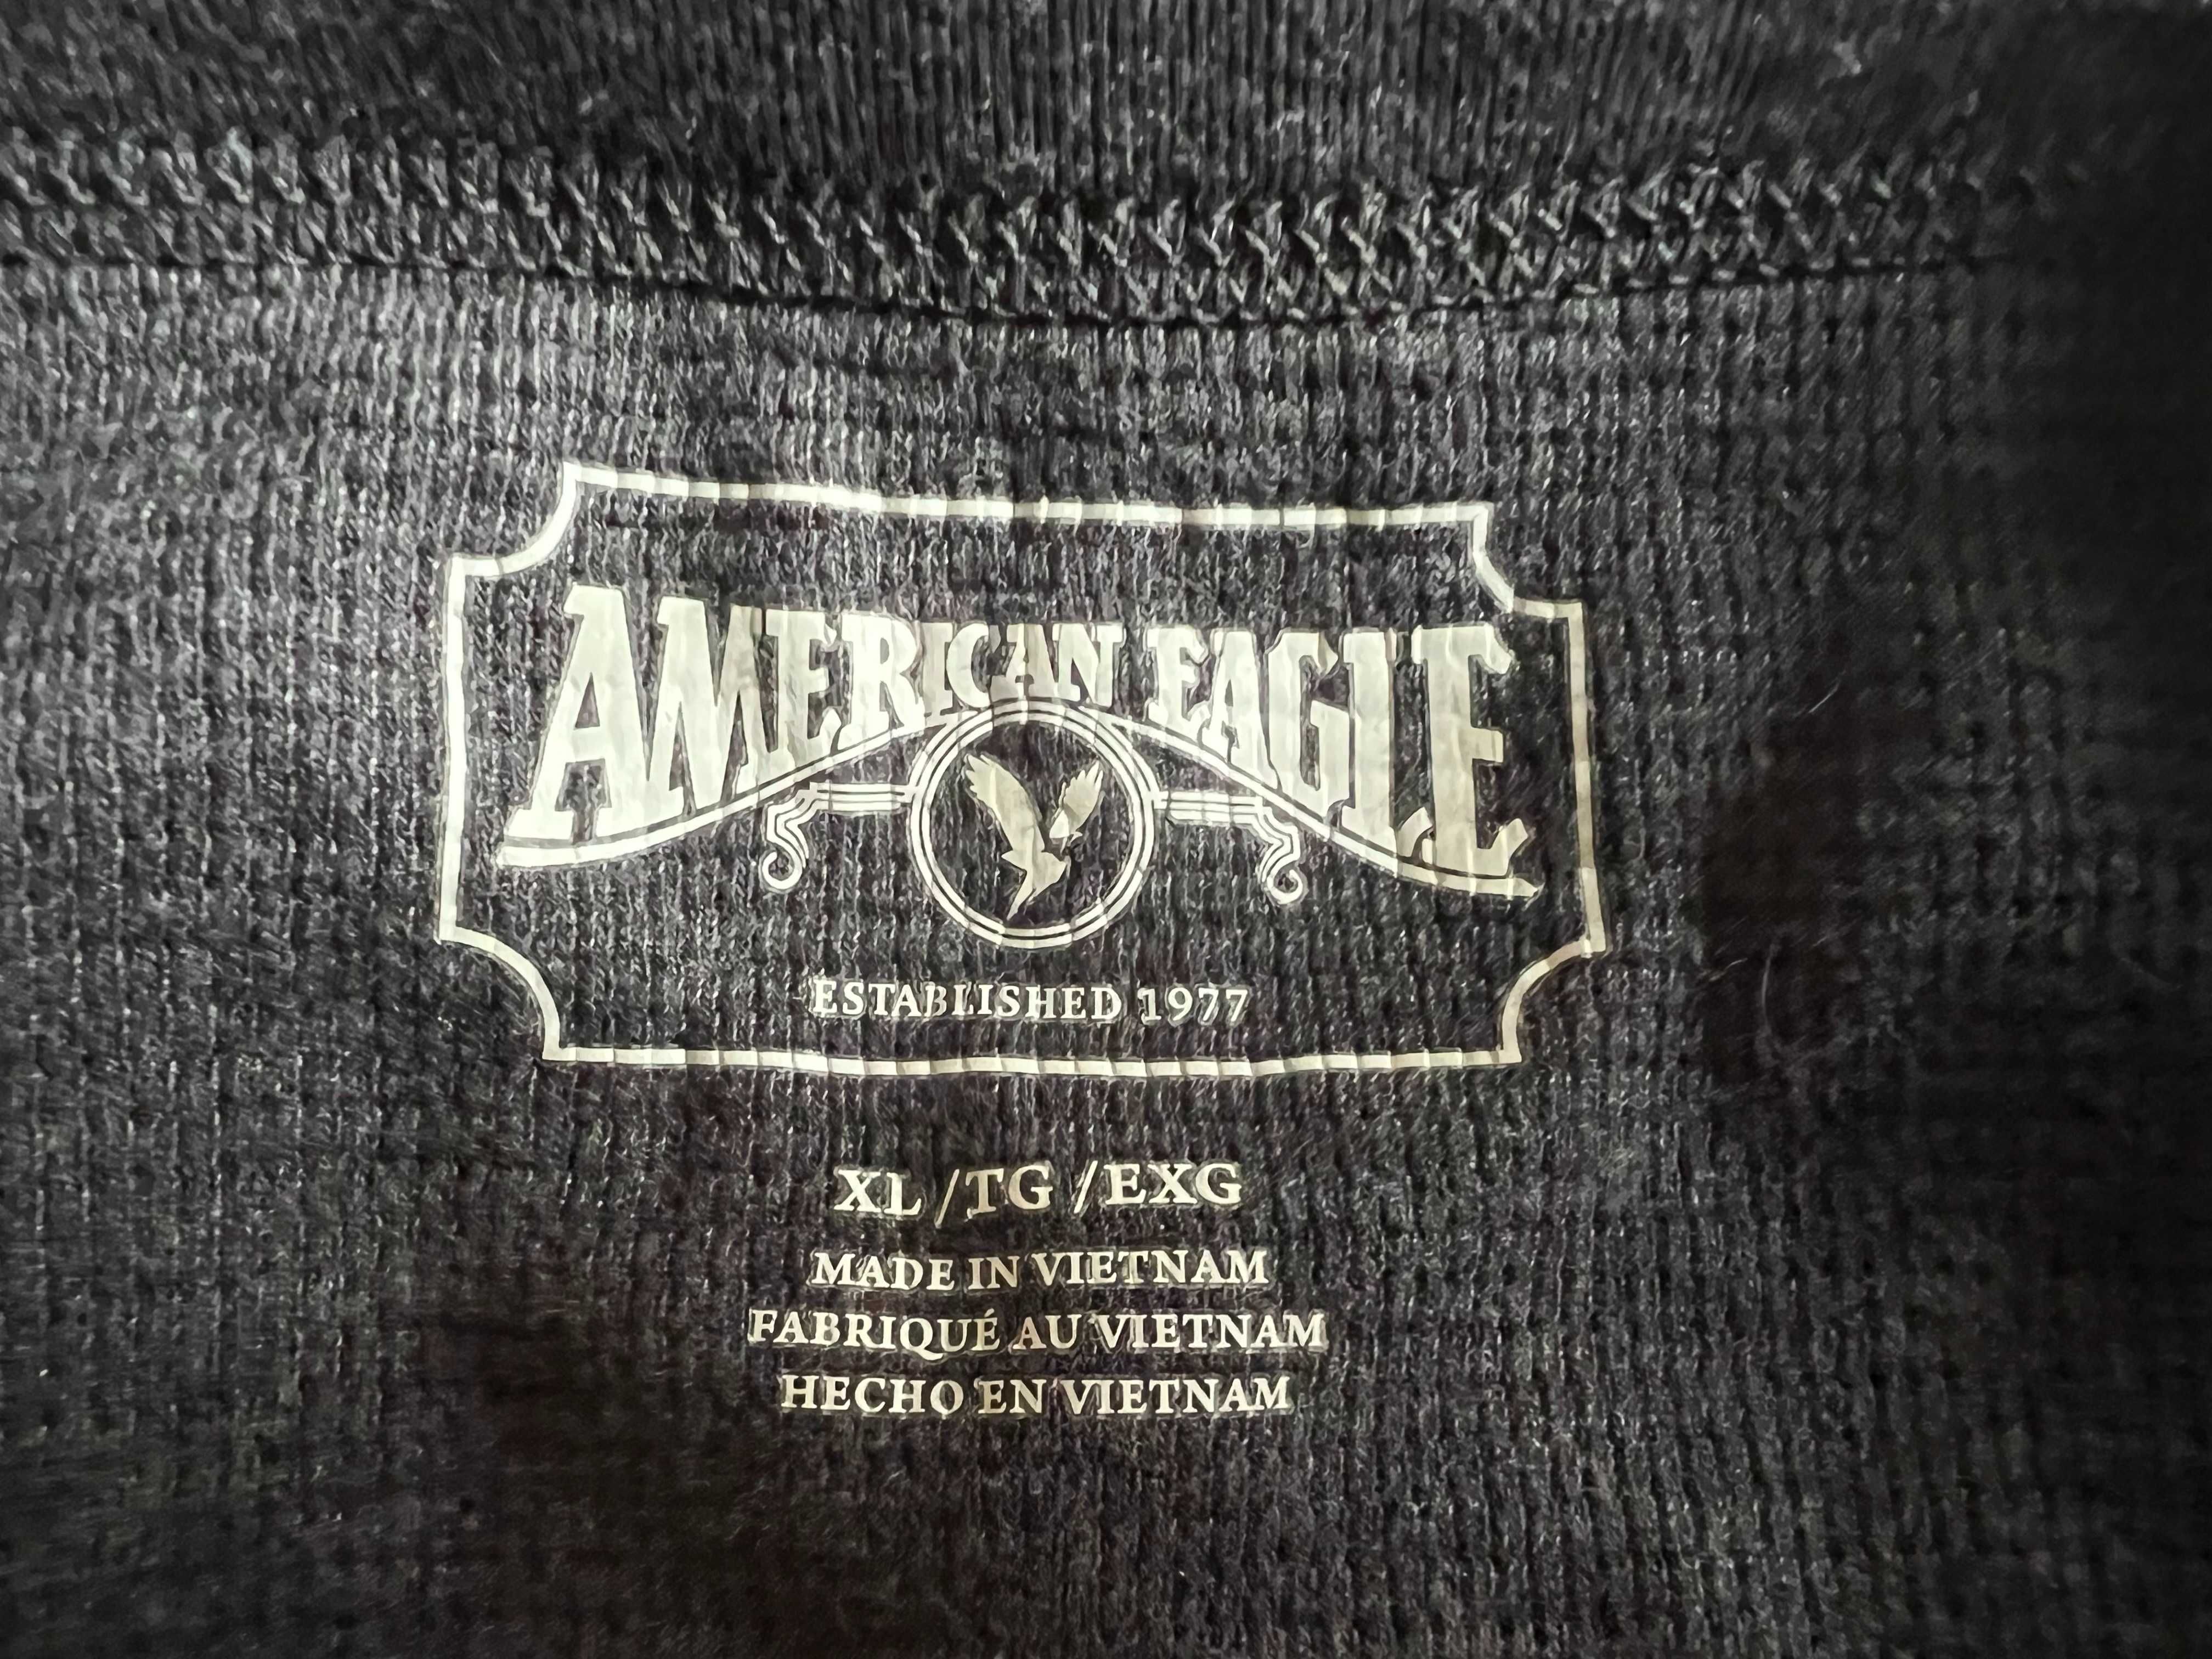 AMERICAN EAGLE
ESTABLISHED 1977
XL /TG /EXG
MADE IN VIETNAM
FABRIQUÉ AU VIETNAM
HECHO EN VIETNAM